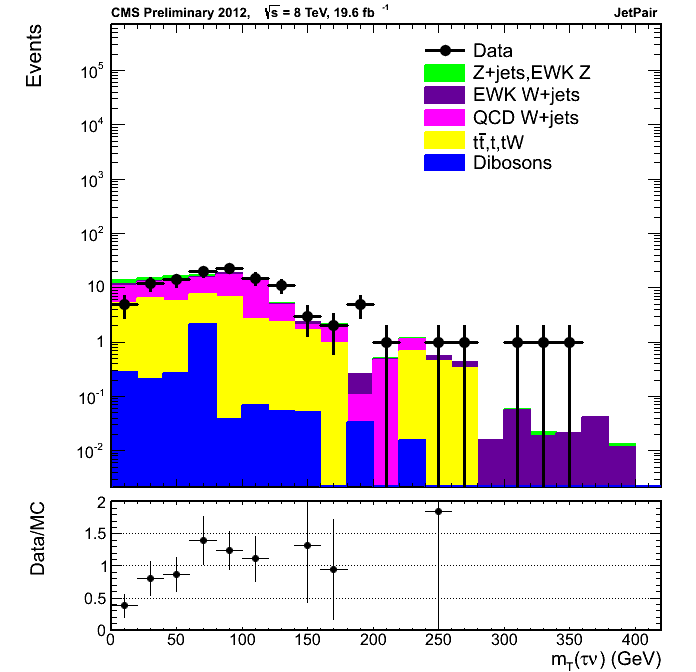 CMS Preliminary 2012, √s = 8 TeV, 19.6 fb⁻¹ JetPair
Events
Data
Z+jets,EWK Z
EWK W+jets
QCD W+jets
tt̅,t,tW
Dibosons
10⁵
10⁴
10³
10²
10
1
10⁻¹
10⁻²
Data/MC
2
1.5
1
0.5
0
0 50 100 150 200 250 300 350 400
m_T(τν) (GeV)